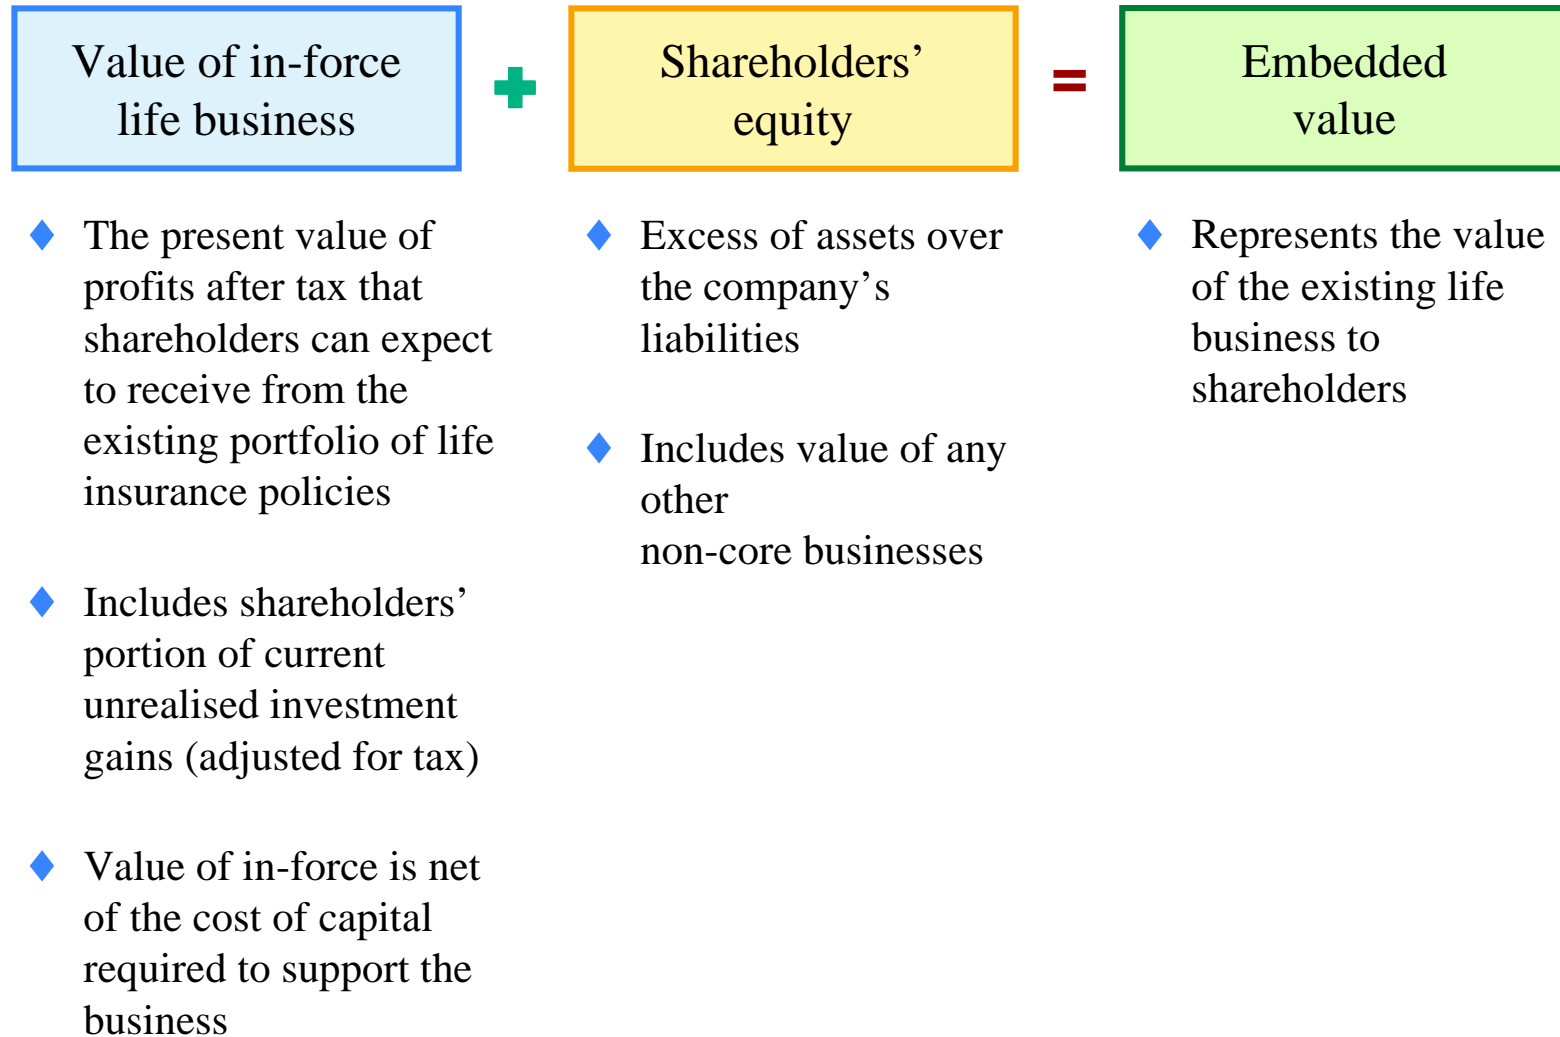 Value of in-force
life business
Shareholders’
equity
=
Embedded
value
The present value of
profits after tax that
shareholders can expect
to receive from the
existing portfolio of life
insurance policies
Includes shareholders’
portion of current
unrealised investment
gains (adjusted for tax)
Value of in-force is net
of the cost of capital
required to support the
business
Excess of assets over
the company’s
liabilities
Includes value of any
other
non-core businesses
Represents the value
of the existing life
business to
shareholders